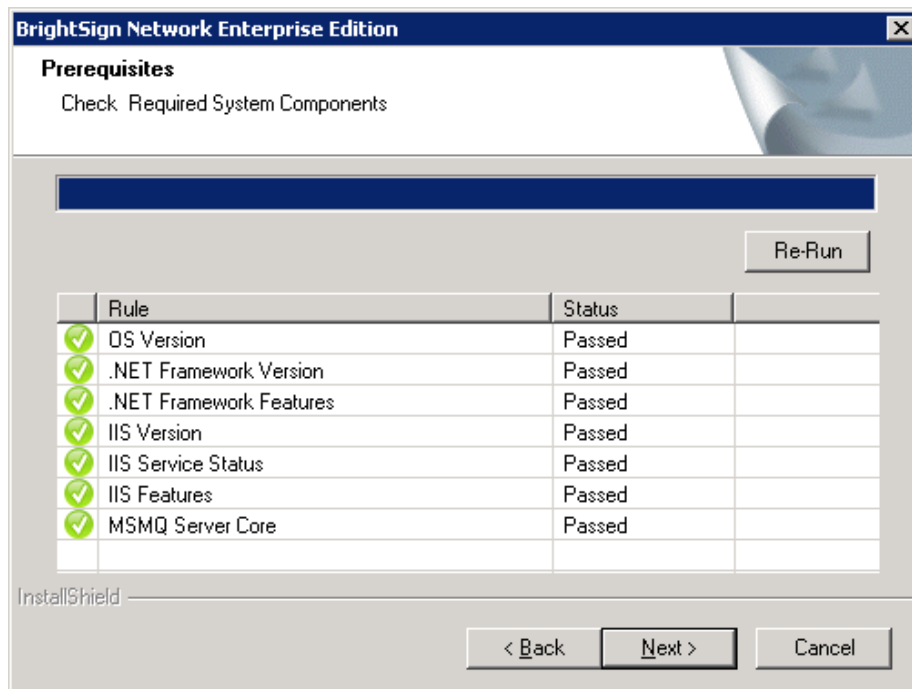 BrightSign Network Enterprise Edition
Prerequisites
Check Required System Components
Re-Run
Rule Status
OS Version Passed
.NET Framework Version Passed
.NET Framework Features Passed
IIS Version Passed
IIS Service Status Passed
IIS Features Passed
MSMQ Server Core Passed
InstallShield
< Back Next > Cancel